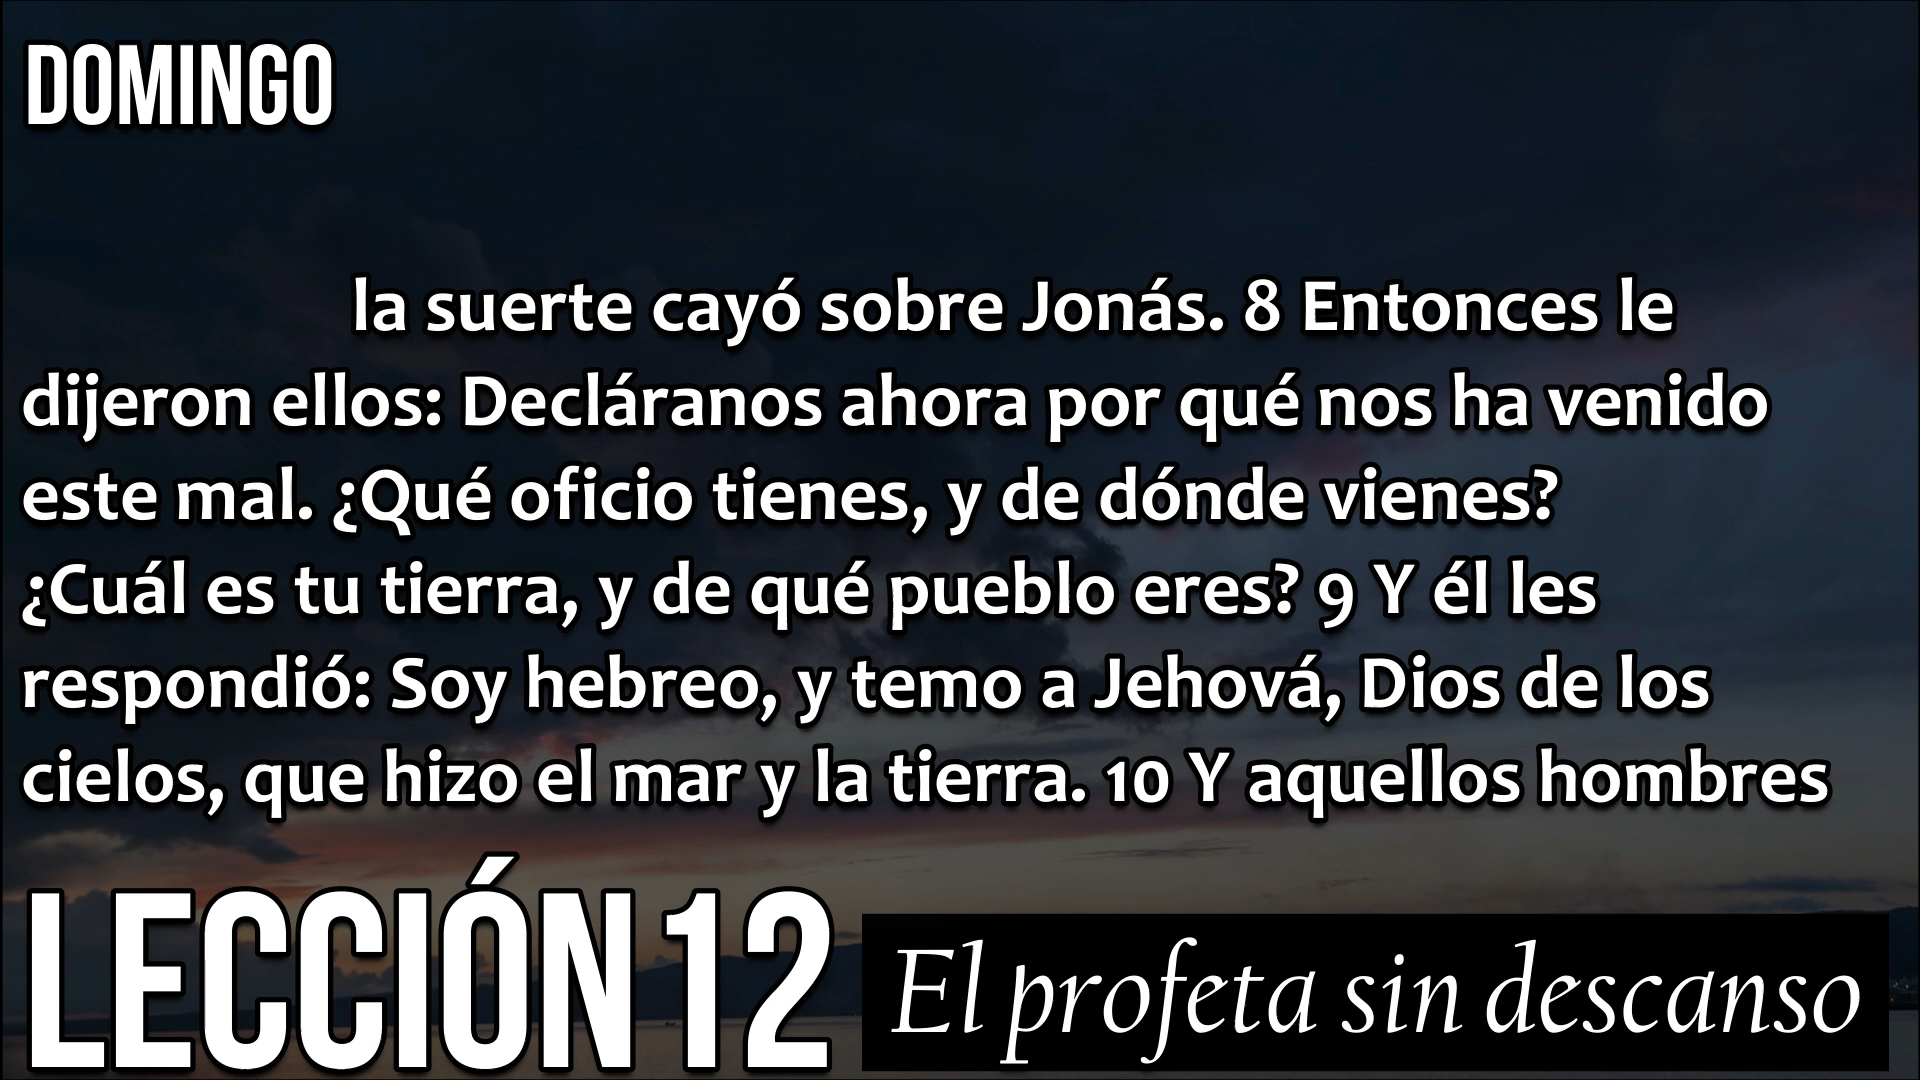 DOMINGO
la suerte cayó sobre Jonás. 8 Entonces le
dijeron ellos: Decláranos ahora por qué nos ha venido
este mal. ¿Qué oficio tienes, y de dónde vienes?
¿Cuál es tu tierra, y de qué pueblo eres? 9 Y él les
respondió: Soy hebreo, y temo a Jehová, Dios de los
cielos, que hizo el mar y la tierra. 10 Y aquellos hombres
LECCIÓN 12
El profeta sin descanso